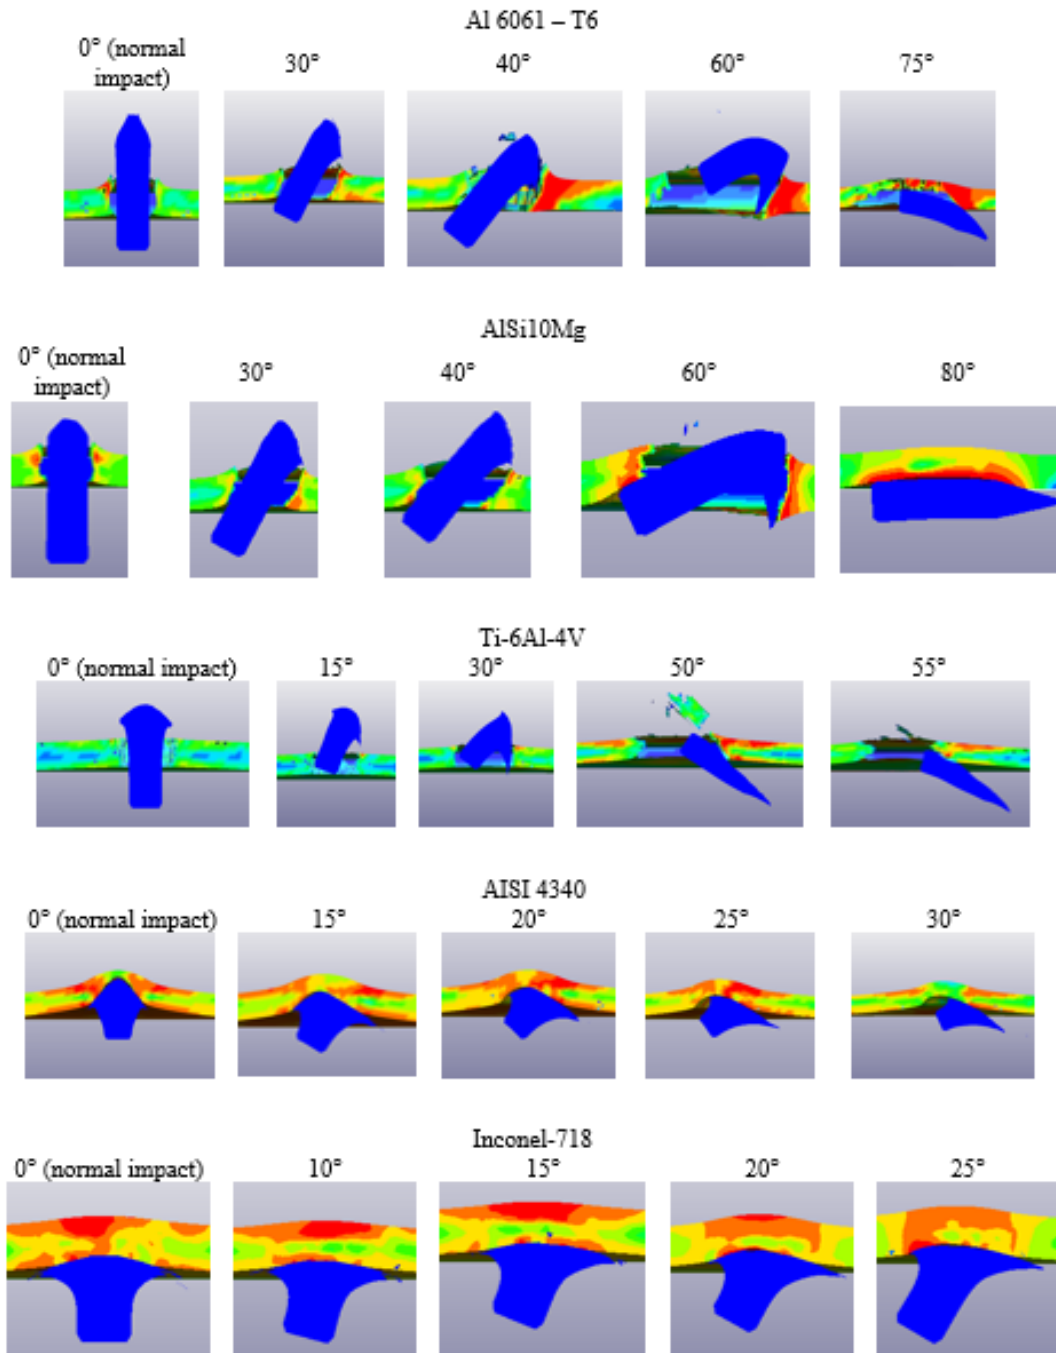 Al 6061 – T6
0° (normal
impact)
30°
40°
60°
75°
AlSi10Mg
0° (normal
impact)
30°
40°
60°
80°
Ti-6Al-4V
0° (normal impact)
15°
30°
50°
55°
AISI 4340
0° (normal impact)
15°
20°
25°
30°
Inconel-718
0° (normal impact)
10°
15°
20°
25°